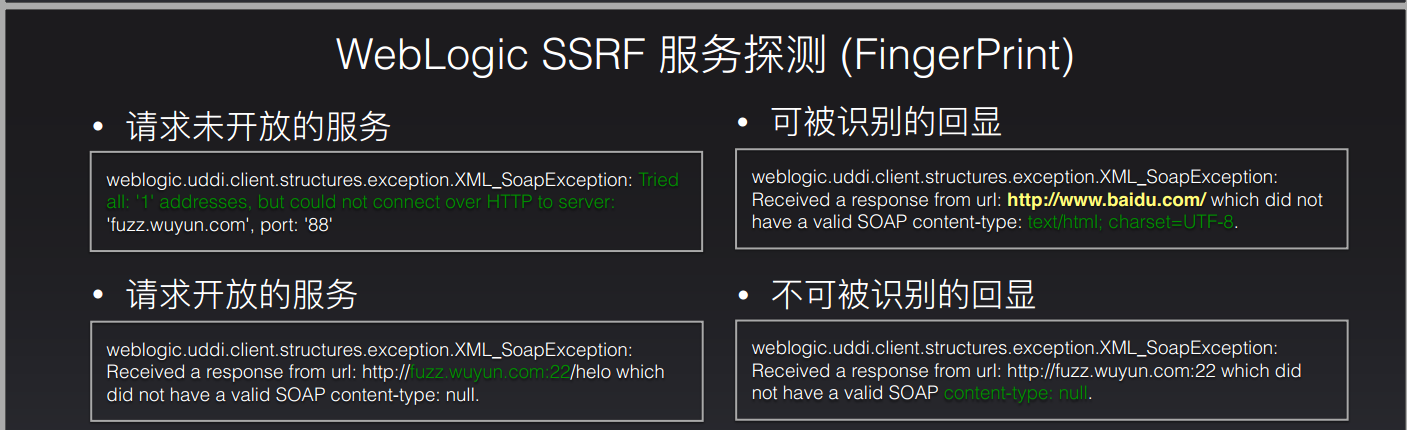 WebLogic SSRF 服务探测 (FingerPrint)
• 请求未开放的服务
weblogic.uddi.client.structures.exception.XML_SoapException: Tried
all: '1' addresses, but could not connect over HTTP to server:
'fuzz.wuyun.com', port: '88'
• 请求开放的服务
weblogic.uddi.client.structures.exception.XML_SoapException:
Received a response from url: http://fuzz.wuyun.com:22/helo which
did not have a valid SOAP content-type: null.
• 可被识别的回显
weblogic.uddi.client.structures.exception.XML_SoapException:
Received a response from url: http://www.baidu.com/ which did not
have a valid SOAP content-type: text/html; charset=UTF-8.
• 不可被识别的回显
weblogic.uddi.client.structures.exception.XML_SoapException:
Received a response from url: http://fuzz.wuyun.com:22 which did
not have a valid SOAP content-type: null.